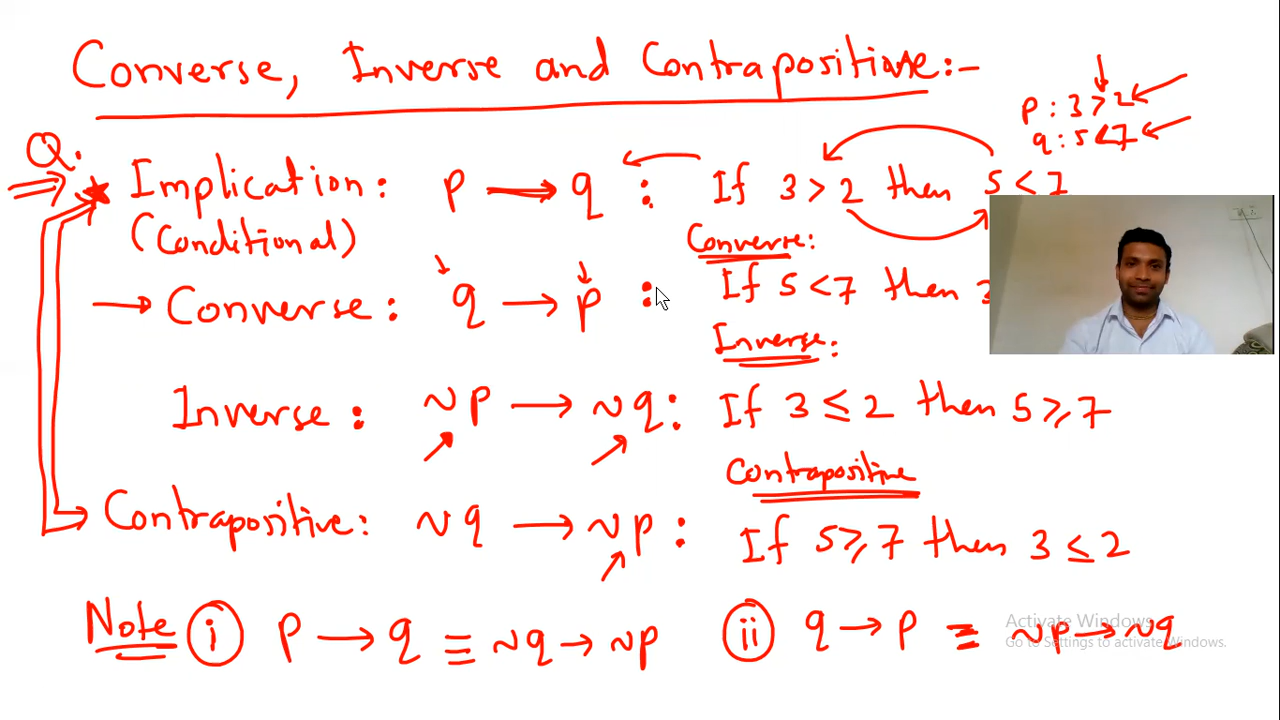 Converse, Inverse and Contrapositive:-
p : 3 > 2
q : 5 < 7
Q.
Implication: p → q : If 3 > 2 then 5 < 7
(Conditional)
Converse:
Converse: q → p : If 5 < 7 then
Inverse:
Inverse: ~p → ~q : If 3 ≤ 2 then 5 ≥ 7
Contrapositive
Contrapositive: ~q → ~p : If 5 ≥ 7 then 3 ≤ 2
Note (i) p → q ≡ ~q → ~p (ii) q → p ≡ ~p → ~q
Activate Windows
Go to Settings to activate Windows.